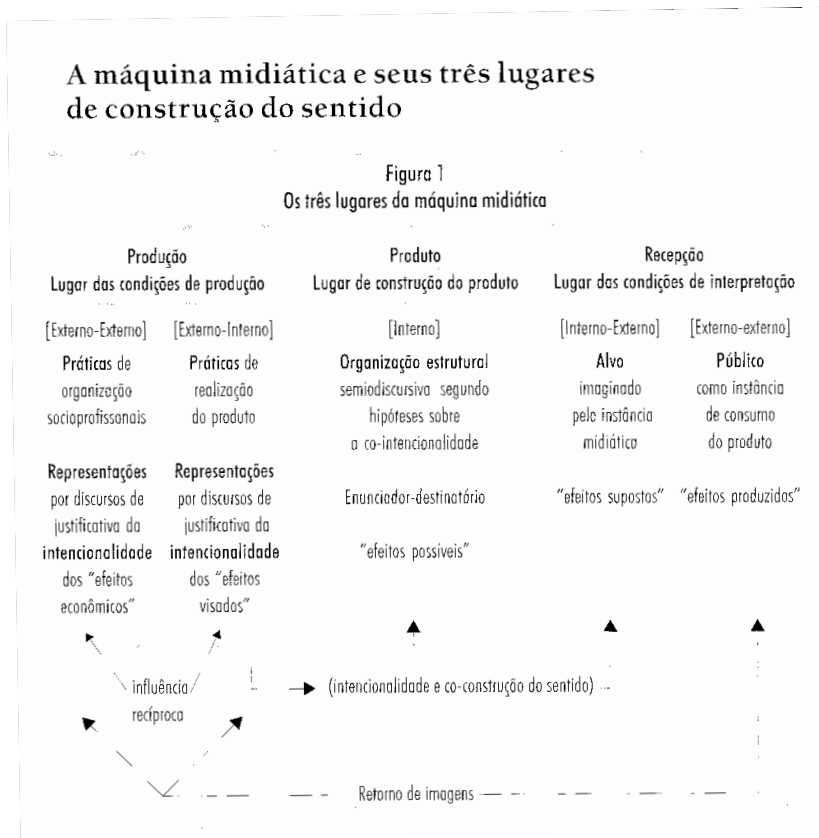 A máquina midiática e seus três lugares
de construção do sentido
Figura 1
Os três lugares da máquina midiática
Produção
Lugar das condições de produção
[Externo-Externo]
Práticas de
organização
socioprofissonais
Representações
por discursos de
justificativa da
intencionalidade
dos "efeitos
econômicos"
[Externo-Interno]
Práticas de
realização
do produto
Representações
por discursos de
justificativa da
intencionalidade
dos "efeitos
visados"
Produto
Lugar de construção do produto
[Interno]
Organização estrutural
semiodiscursiva segundo
hipóteses sobre
a co-intencionalidade
Enunciador-destinatário
"efeitos possíveis"
Recepção
Lugar das condições de interpretação
[Interno-Externo]
Alvo
imaginado
pela instância
midiática
"efeitos supostos"
[Externo-externo]
Público
como instância
de consumo
do produto
"efeitos produzidos"
influência
recíproca
(intencionalidade e co-construção do sentido)
Retorno de imagens